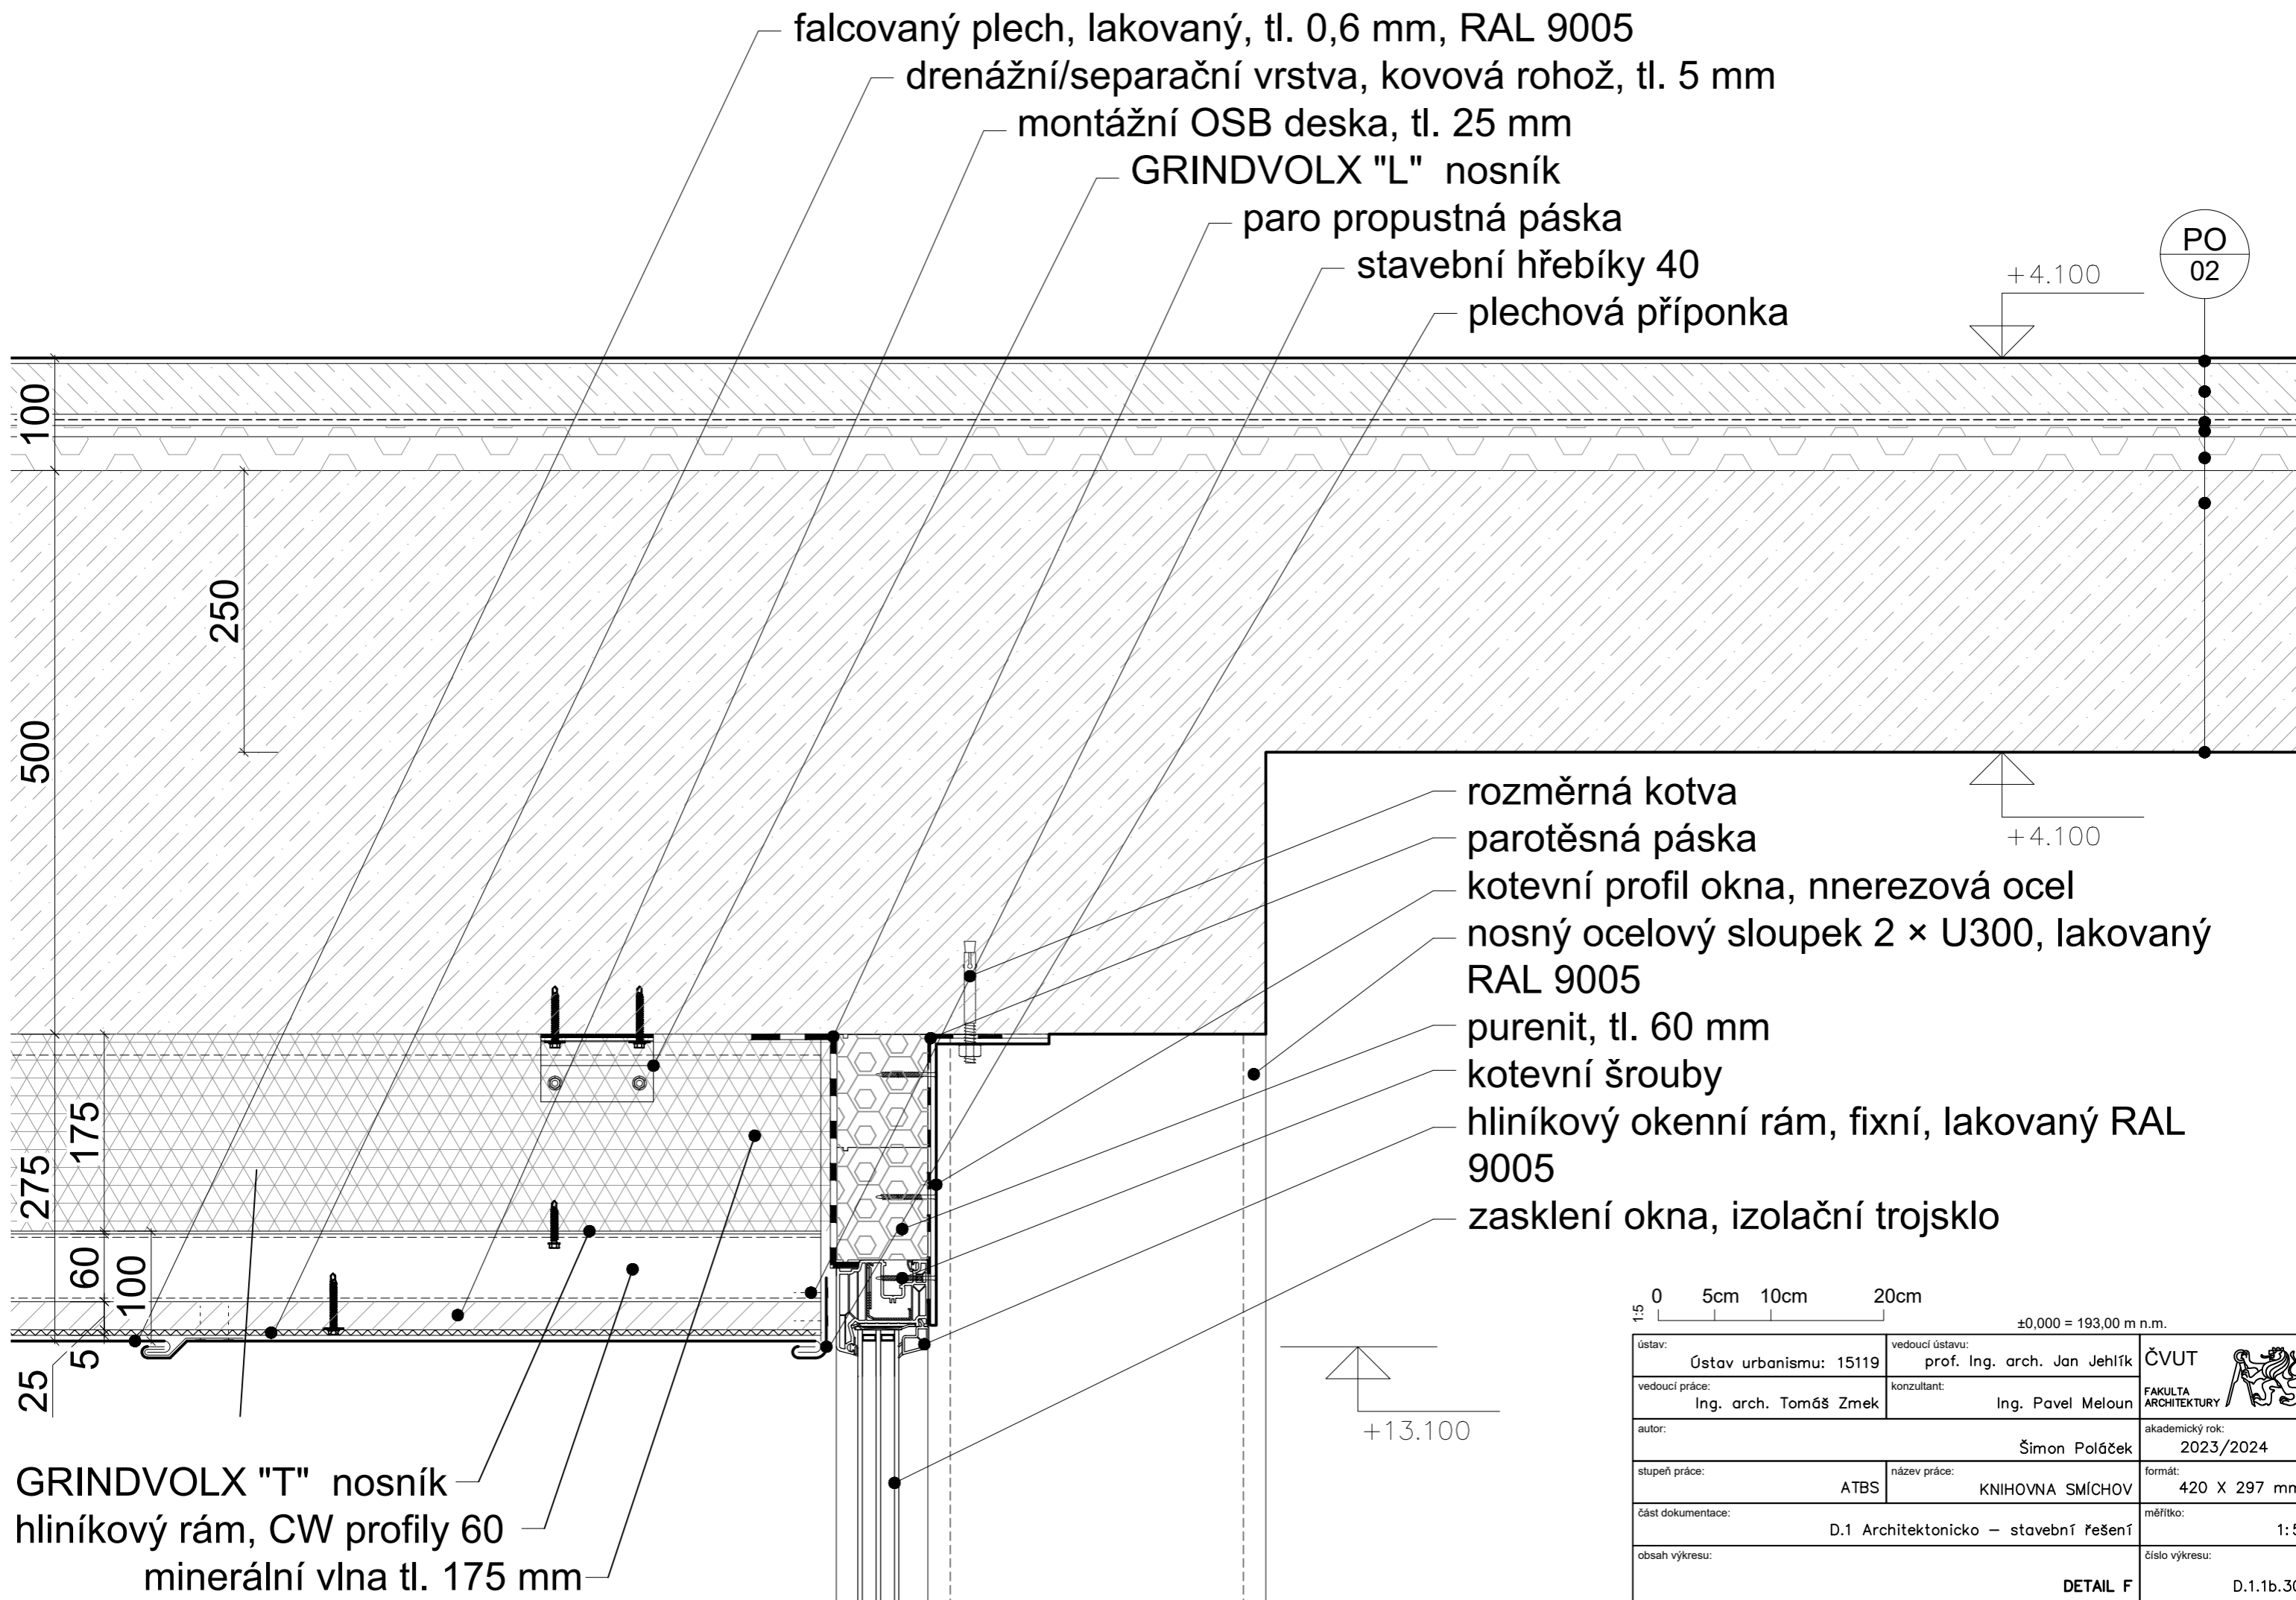 falcovaný plech, lakovaný, tl. 0,6 mm, RAL 9005
drenážní/separační vrstva, kovová rohož, tl. 5 mm
montážní OSB deska, tl. 25 mm
GRINDVOLX "L" nosník
paro propustná páska
stavební hřebíky 40
plechová příponka
+4.100
PO
02
100
250
500
rozměrná kotva
parotěsná páska
kotevní profil okna, nnerezová ocel
nosný ocelový sloupek 2 × U300, lakovaný
RAL 9005
purenit, tl. 60 mm
kotevní šrouby
hliníkový okenní rám, fixní, lakovaný RAL
9005
zasklení okna, izolační trojsklo
+4.100
175
275
60
100
5
25
+13.100
GRINDVOLX "T" nosník
hliníkový rám, CW profily 60
minerální vlna tl. 175 mm
1:5
0 5cm 10cm 20cm
±0,000 = 193,00 m n.m.
ústav:
Ústav urbanismu: 15119
vedoucí ústavu:
prof. Ing. arch. Jan Jehlík
ČVUT
FAKULTA
ARCHITEKTURY
vedoucí práce:
Ing. arch. Tomáš Zmek
konzultant:
Ing. Pavel Meloun
autor:
Šimon Poláček
akademický rok:
2023/2024
stupeň práce:
ATBS
název práce:
KNIHOVNA SMÍCHOV
formát:
420 X 297 mm
část dokumentace:
D.1 Architektonicko – stavební řešení
měřítko:
1:5
obsah výkresu:
DETAIL F
číslo výkresu:
D.1.1b.30